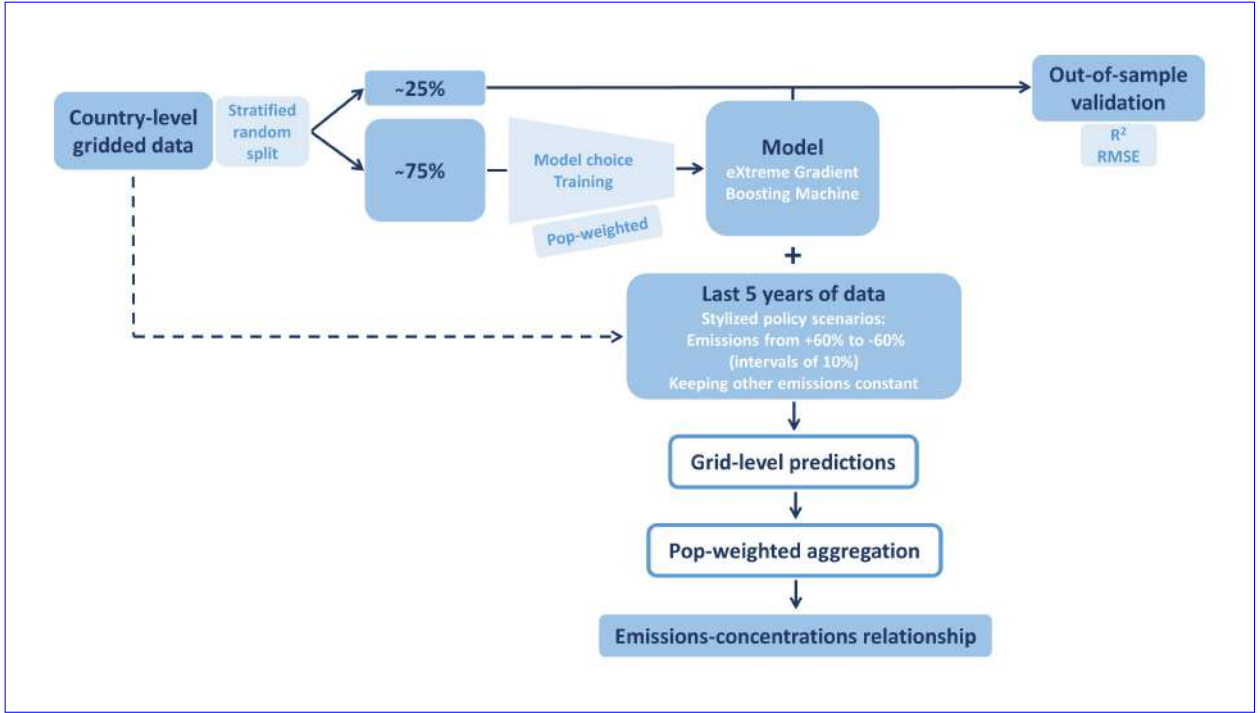 Country-level
gridded data
Stratified
random
split
~25%
~75%
Model choice
Training
Pop-weighted
Model
eXtreme Gradient
Boosting Machine
Out-of-sample
validation
R²
RMSE
+
Last 5 years of data
Stylized policy scenarios:
Emissions from +60% to -60%
(intervals of 10%)
Keeping other emissions constant
Grid-level predictions
Pop-weighted aggregation
Emissions-concentrations relationship